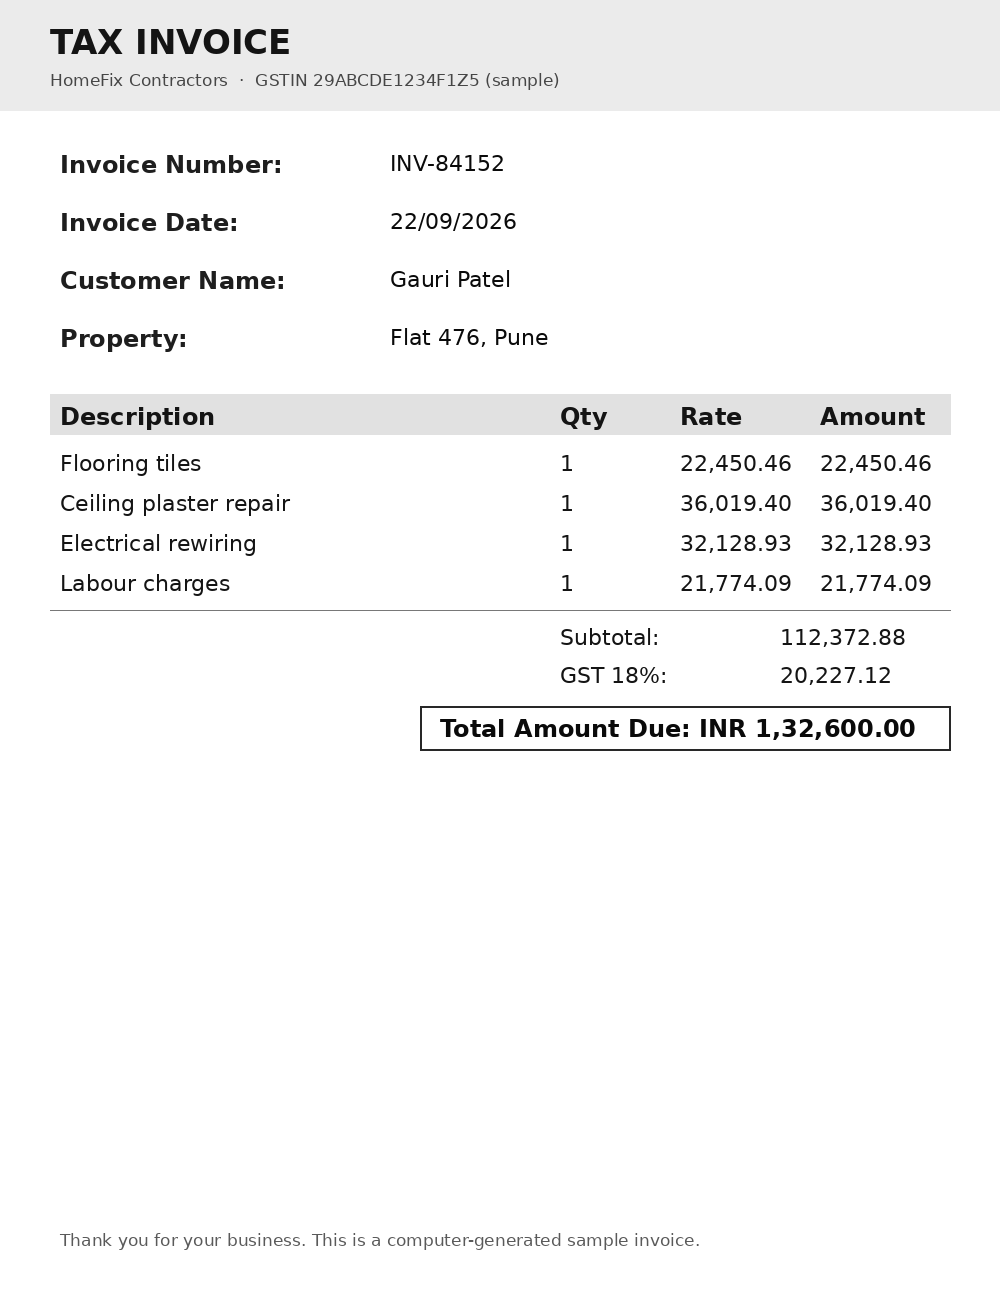 TAX INVOICE
HomeFix Contractors · GSTIN 29ABCDE1234F1Z5 (sample)
Invoice Number: INV-84152
Invoice Date: 22/09/2026
Customer Name: Gauri Patel
Property: Flat 476, Pune
Description Qty Rate Amount
Flooring tiles 1 22,450.46 22,450.46
Ceiling plaster repair 1 36,019.40 36,019.40
Electrical rewiring 1 32,128.93 32,128.93
Labour charges 1 21,774.09 21,774.09
Subtotal: 112,372.88
GST 18%: 20,227.12
Total Amount Due: INR 1,32,600.00
Thank you for your business. This is a computer-generated sample invoice.